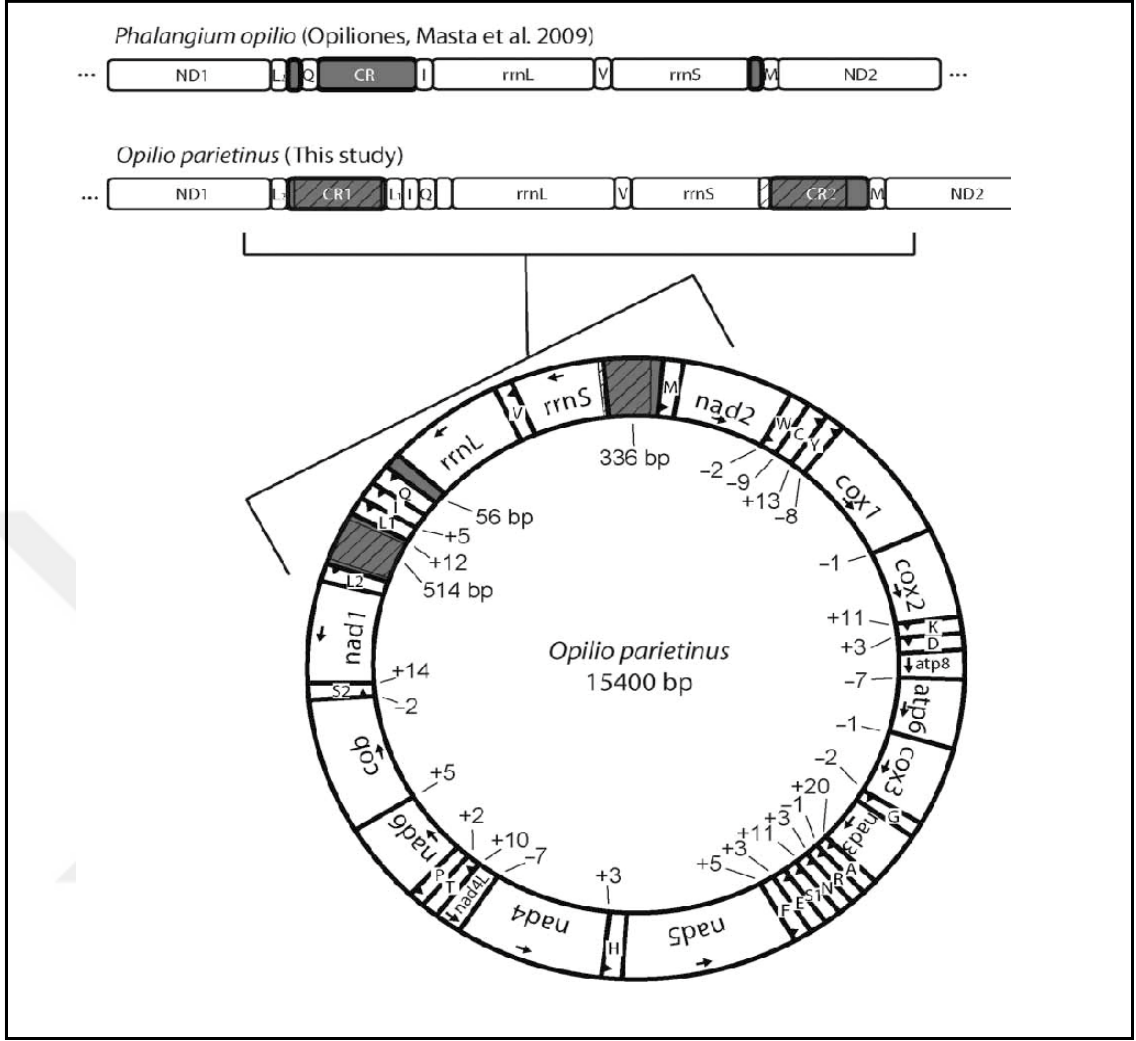 Phalangium opilio (Opiliones, Masta et al. 2009)
... ND1 L₂ Q CR I rrnL V rrnS M ND2 ...
Opilio parietinus (This study)
... ND1 L₂ CR1 L₁ I Q rrnL V rrnS CR2 M ND2
rrnS
M
nad2
W
C
Y
cox1
cox2
K
D
atp8
atp6
cox3
G
nad3
A
R
N
S1
E
F
nad5
H
nad4
nad4L
T
P
nad6
cob
S2
nad1
L2
L1
I
Q
rrnL
V
336 bp
–2
–9
+13
–8
–1
+11
+3
–7
–1
–2
+20
–1
+3
+11
+3
+5
+3
–7
+10
+2
+5
–2
+14
514 bp
+12
+5
56 bp
Opilio parietinus
15400 bp